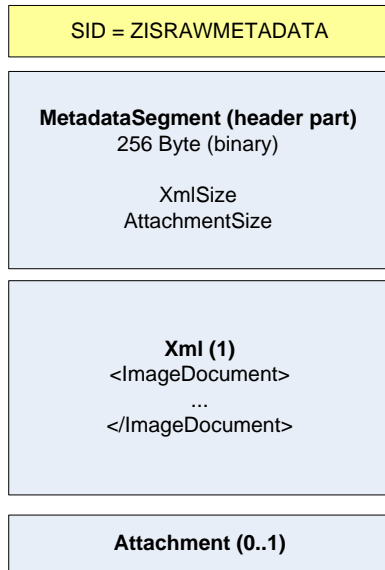 SID = ZISRAWMETADATA
MetadataSegment (header part)
256 Byte (binary)
XmlSize
AttachmentSize
Xml (1)
<ImageDocument>
...
</ImageDocument>
Attachment (0..1)